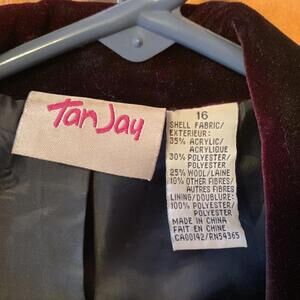 TanJay
16
SHELL FABRIC/
EXTERIEUR:
35% ACRYLIC/
ACRYLIQUE
30% POLYESTER/
POLYESTER
25% WOOL/LAINE
10% OTHER FIBRES/
AUTRES FIBRES
LINING/DOUBLURE:
100% POLYESTER/
POLYESTER
MADE IN CHINA
FAIT EN CHINE
CA00142/RN54365